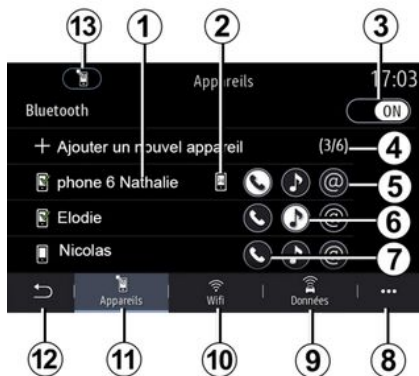 13 1 2 3
Appareils 17:03
Bluetooth ON
+ Ajouter un nouvel appareil (3/6) 4
phone 6 Nathalie @ 5
Elodie @ 6
Nicolas @ 7
Appareils Wifi Données ...
12 11 10 9 8